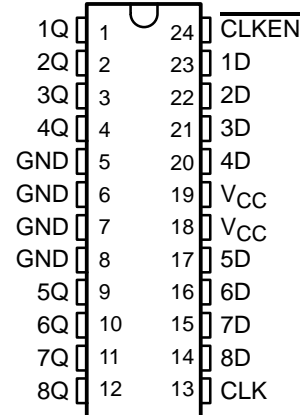 1Q 1 24 C̅L̅K̅E̅N̅
2Q 2 23 1D
3Q 3 22 2D
4Q 4 21 3D
GND 5 20 4D
GND 6 19 VCC
GND 7 18 VCC
GND 8 17 5D
5Q 9 16 6D
6Q 10 15 7D
7Q 11 14 8D
8Q 12 13 CLK